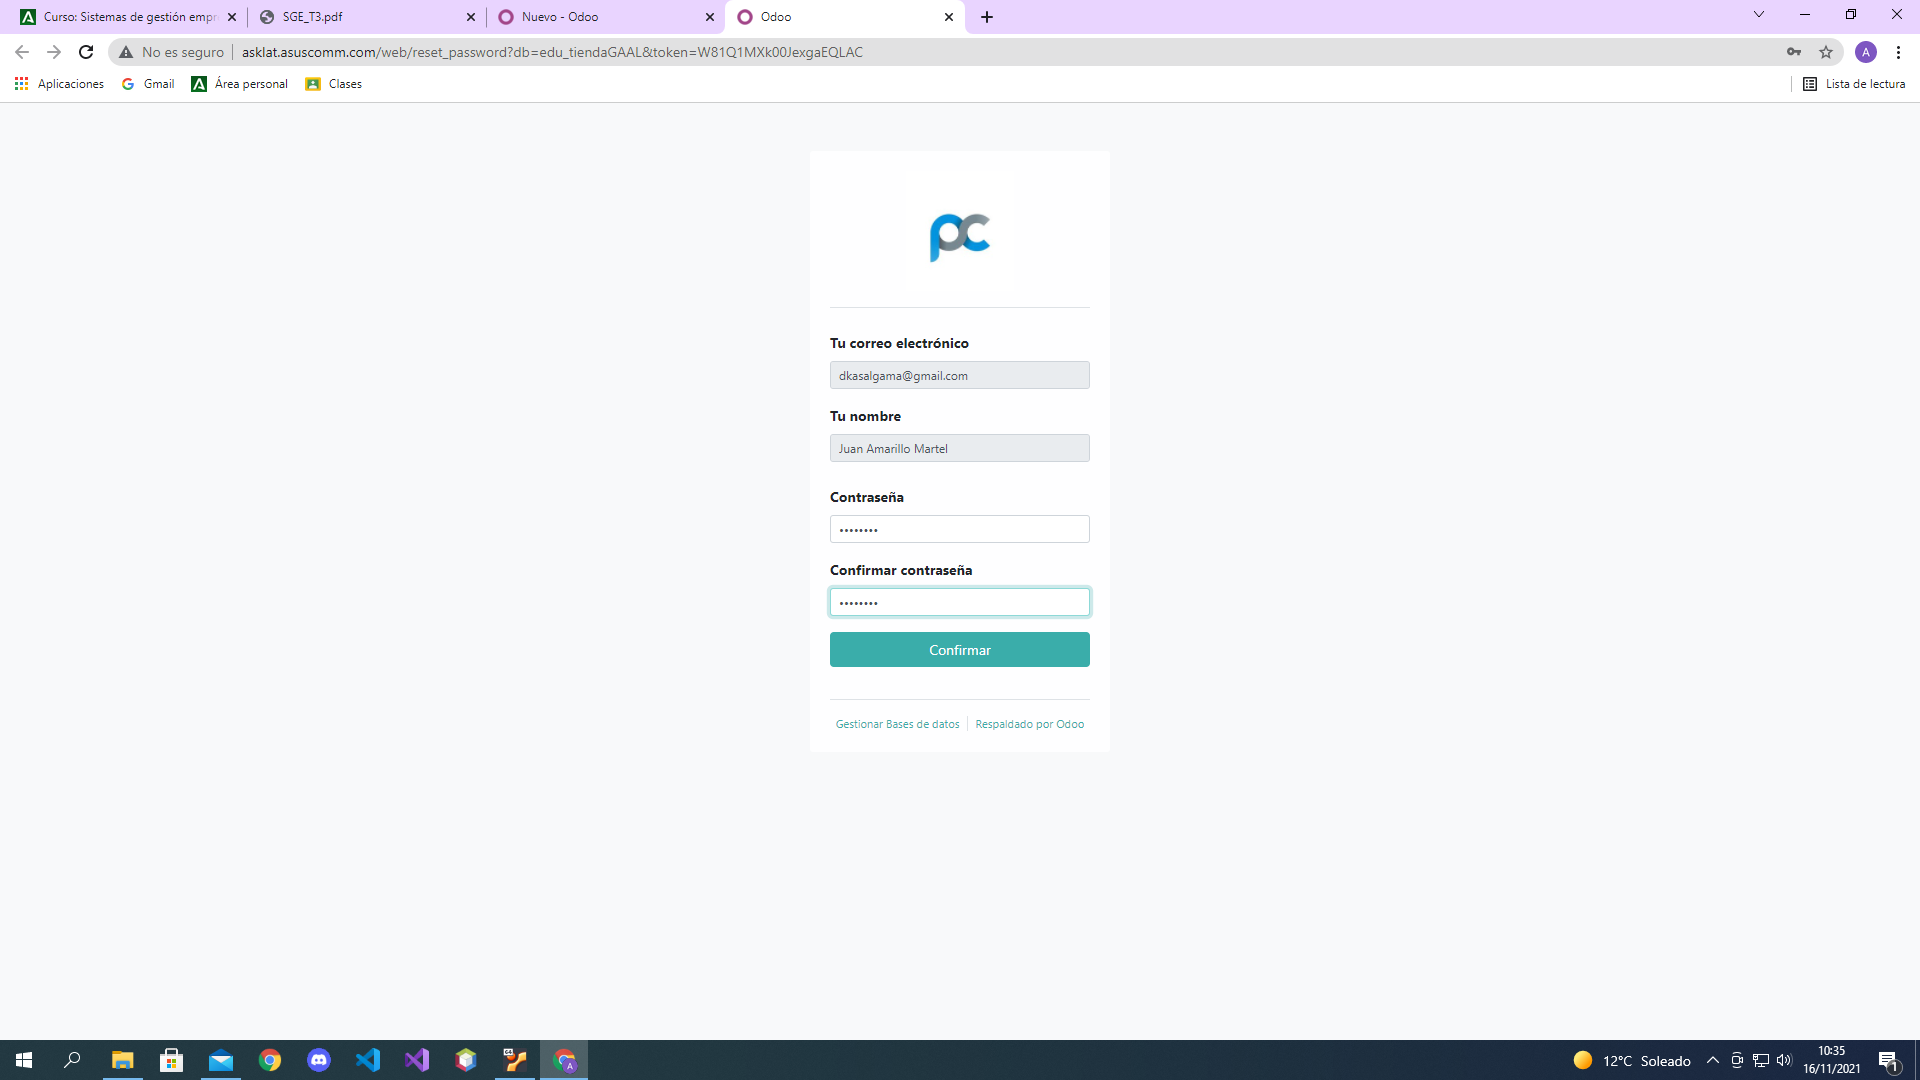 Curso: Sistemas de gestión empr
SGE_T3.pdf
Nuevo - Odoo
Odoo
No es seguro
asklat.asuscomm.com/web/reset_password?db=edu_tiendaGAAL&token=W81Q1MXk00JexgaEQLAC
A
Aplicaciones
Gmail
Área personal
Clases
Lista de lectura
pc
Tu correo electrónico
dkasalgama@gmail.com
Tu nombre
Juan Amarillo Martel
Contraseña
••••••••
Confirmar contraseña
••••••••
Confirmar
Gestionar Bases de datos
Respaldado por Odoo
12°C Soleado
10:35
16/11/2021
1